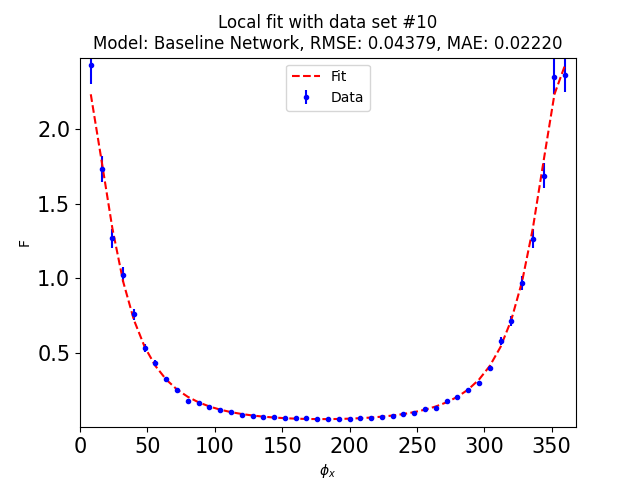 Local fit with data set #10
Model: Baseline Network, RMSE: 0.04379, MAE: 0.02220
Fit
Data
F
2.0
1.5
1.0
0.5
0 50 100 150 200 250 300 350
ϕx